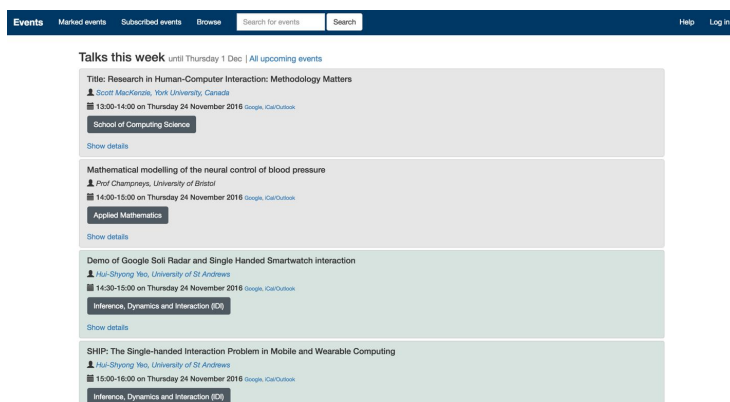 Events Marked events Subscribed events Browse Search for events Search Help Log in
Talks this week until Thursday 1 Dec | All upcoming events
Title: Research in Human-Computer Interaction: Methodology Matters
Scott MacKenzie, York University, Canada
13:00-14:00 on Thursday 24 November 2016 Google, iCal/Outlook
School of Computing Science
Show details
Mathematical modelling of the neural control of blood pressure
Prof Champneys, University of Bristol
14:00-15:00 on Thursday 24 November 2016 Google, iCal/Outlook
Applied Mathematics
Show details
Demo of Google Soli Radar and Single Handed Smartwatch interaction
Hui-Shyong Yeo, University of St Andrews
14:30-15:00 on Thursday 24 November 2016 Google, iCal/Outlook
Inference, Dynamics and Interaction (IDI)
Show details
SHIP: The Single-handed Interaction Problem in Mobile and Wearable Computing
Hui-Shyong Yeo, University of St Andrews
15:00-16:00 on Thursday 24 November 2016 Google, iCal/Outlook
Inference, Dynamics and Interaction (IDI)